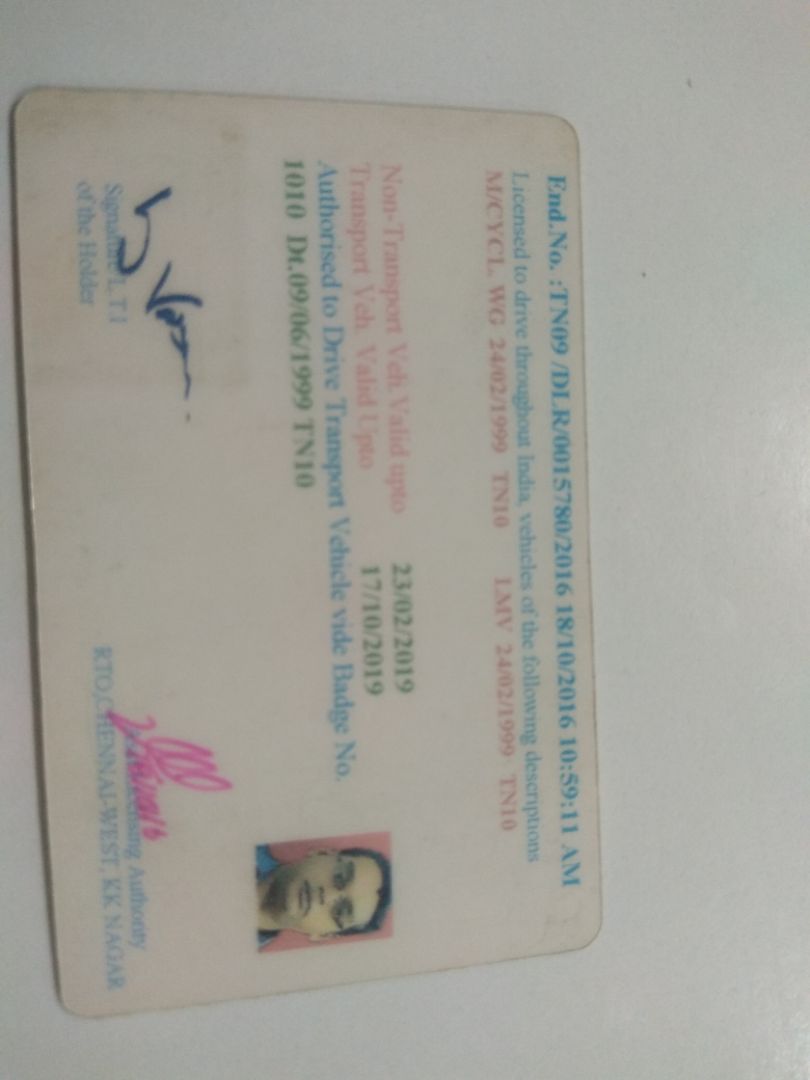 End.No. :TN09 /DLR/0015780/2016 18/10/2016 10:59:11 AM
Licensed to drive throughout India, vehicles of the following descriptions
M/CYCL. WG 24/02/1999 TN10 LMV 24/02/1999 TN10
Non-Transport Veh.Valid upto 23/02/2019
Transport Veh. Valid Upto 17/10/2019
Authorised to Drive Transport Vehicle vide Badge No.
1010 Dt.09/06/1999 TN10
Signature/L.T.I
of the Holder
Licensing Authority
RTO,CHENNAI-WEST, KK NAGAR